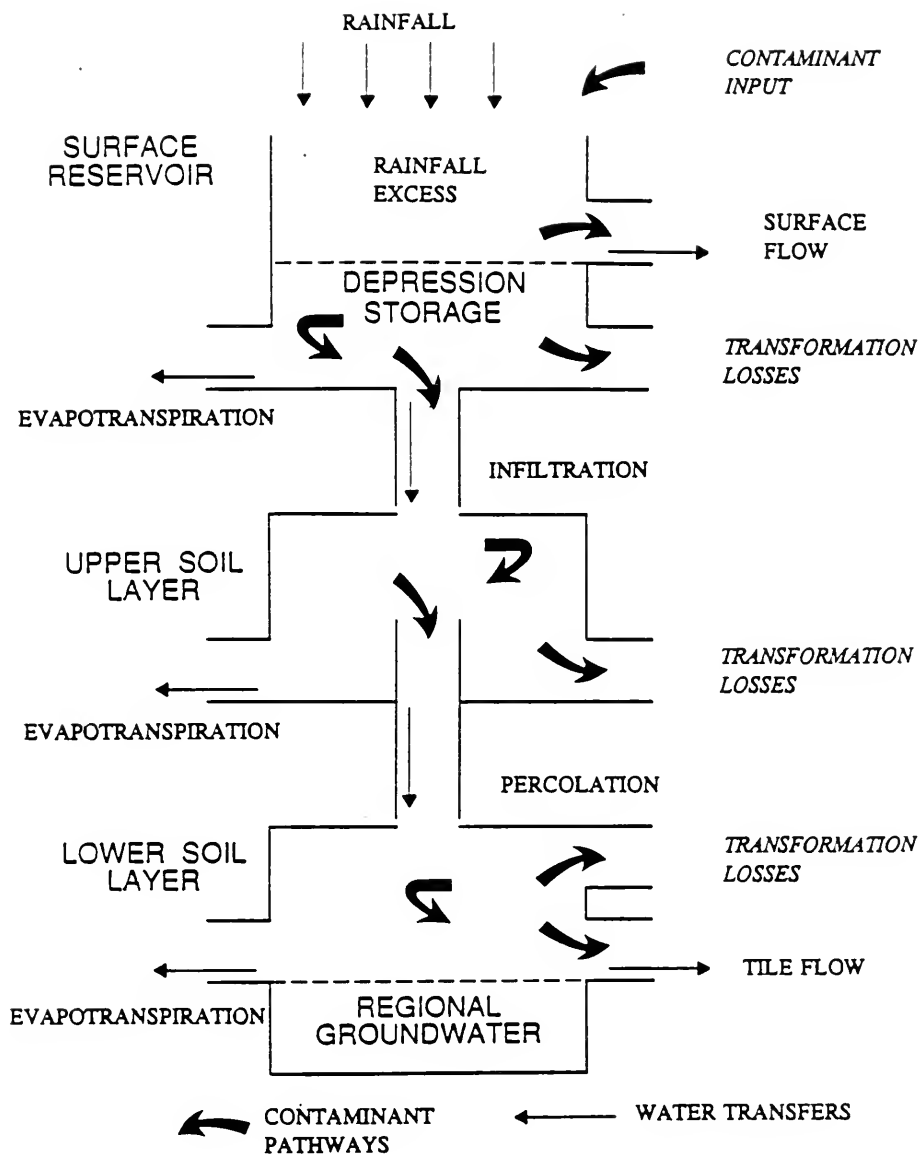 RAINFALL
CONTAMINANT
INPUT
SURFACE
RESERVOIR
RAINFALL
EXCESS
SURFACE
FLOW
DEPRESSION
STORAGE
TRANSFORMATION
LOSSES
EVAPOTRANSPIRATION
INFILTRATION
UPPER SOIL
LAYER
TRANSFORMATION
LOSSES
EVAPOTRANSPIRATION
PERCOLATION
LOWER SOIL
LAYER
TRANSFORMATION
LOSSES
TILE FLOW
EVAPOTRANSPIRATION
REGIONAL
GROUNDWATER
CONTAMINANT
PATHWAYS
WATER TRANSFERS